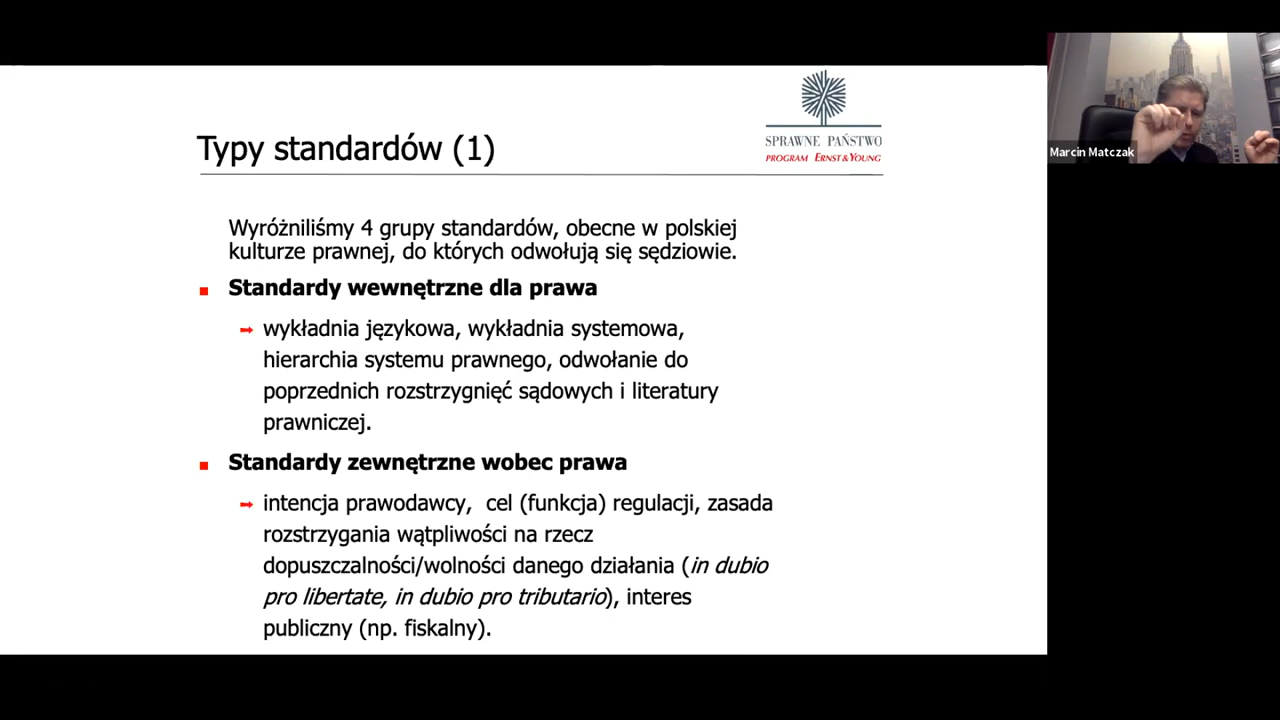 Typy standardów (1)
SPRAWNE PAŃSTWO
PROGRAM ERNST & YOUNG
Marcin Matczak
Wyróżniliśmy 4 grupy standardów, obecne w polskiej
kulturze prawnej, do których odwołują się sędziowie.
Standardy wewnętrzne dla prawa
wykładnia językowa, wykładnia systemowa,
hierarchia systemu prawnego, odwołanie do
poprzednich rozstrzygnięć sądowych i literatury
prawniczej.
Standardy zewnętrzne wobec prawa
intencja prawodawcy,  cel (funkcja) regulacji, zasada
rozstrzygania wątpliwości na rzecz
dopuszczalności/wolności danego działania (in dubio
pro libertate, in dubio pro tributario), interes
publiczny (np. fiskalny).